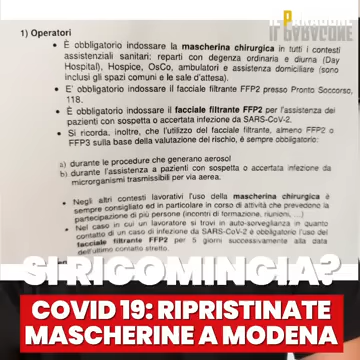 IL PARAGONE
IL PARAGONE
1) Operatori
• È obbligatorio indossare la mascherina chirurgica in tutti i contesti
assistenziali sanitari: reparti con degenza ordinaria e diurna (Day
Hospital), Hospice, OsCo, ambulatori e assistenza domiciliare (sono
inclusi gli spazi comuni e le sale d'attesa).
• E' obbligatorio indossare il facciale filtrante FFP2 presso Pronto Soccorso,
118.
• È obbligatorio indossare il facciale filtrante FFP2 per l'assistenza dei
pazienti con sospetta o accertata infezione da SARS-CoV-2.
• Si ricorda, inoltre, che l'utilizzo del facciale filtrante, almeno FFP2 o
FFP3 sulla base della valutazione del rischio, è sempre obbligatorio:
a) durante le procedure che generano aerosol
b) durante l'assistenza a pazienti con sospetta o accertata infezione da
microrganismi trasmissibili per via aerea.
• Negli altri contesti lavorativi l'uso della mascherina chirurgica è
sempre consigliato ed in particolare in corso di attività che prevedono la
partecipazione di più persone (incontri di formazione, riunioni, ...)
• Nel caso in cui un lavoratore si trovi in auto-sorveglianza in quanto
contatto di un caso di infezione da SARS-CoV-2 è obbligatorio l'uso del
facciale filtrante FFP2 per 5 giorni successivamente alla data
dell'ultimo contatto stretto.
SI RICOMINCIA?
COVID 19: RIPRISTINATE
MASCHERINE A MODENA